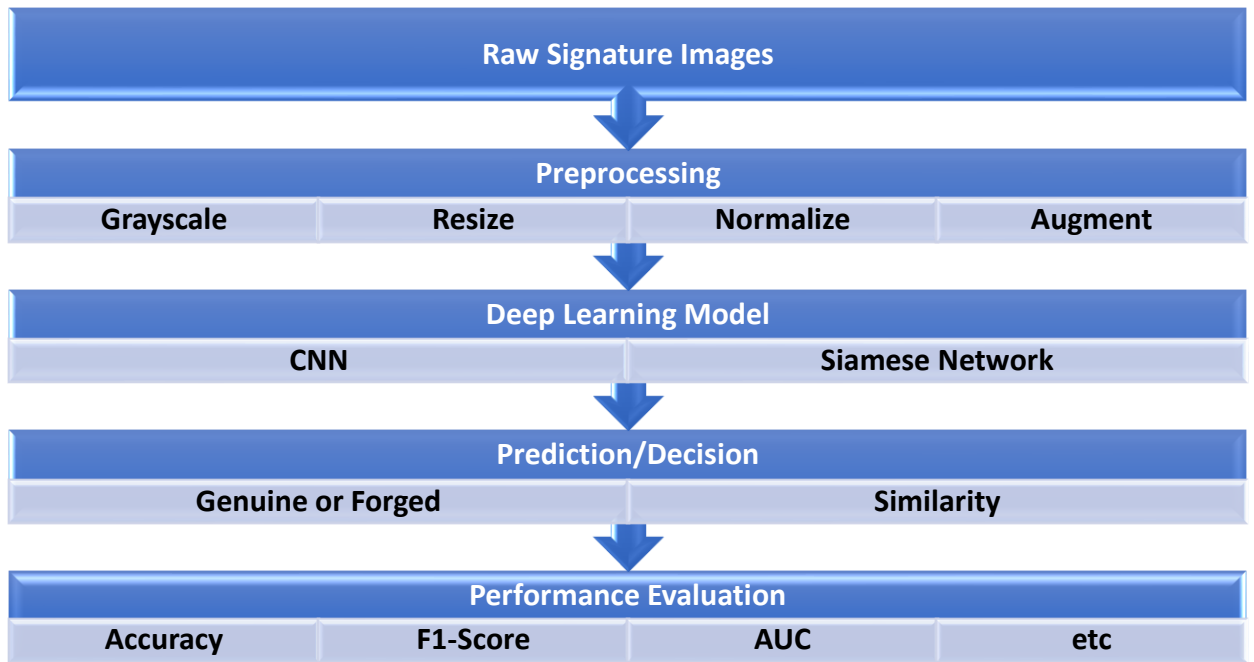 Raw Signature Images
Preprocessing
Grayscale Resize Normalize Augment
Deep Learning Model
CNN Siamese Network
Prediction/Decision
Genuine or Forged Similarity
Performance Evaluation
Accuracy F1-Score AUC etc